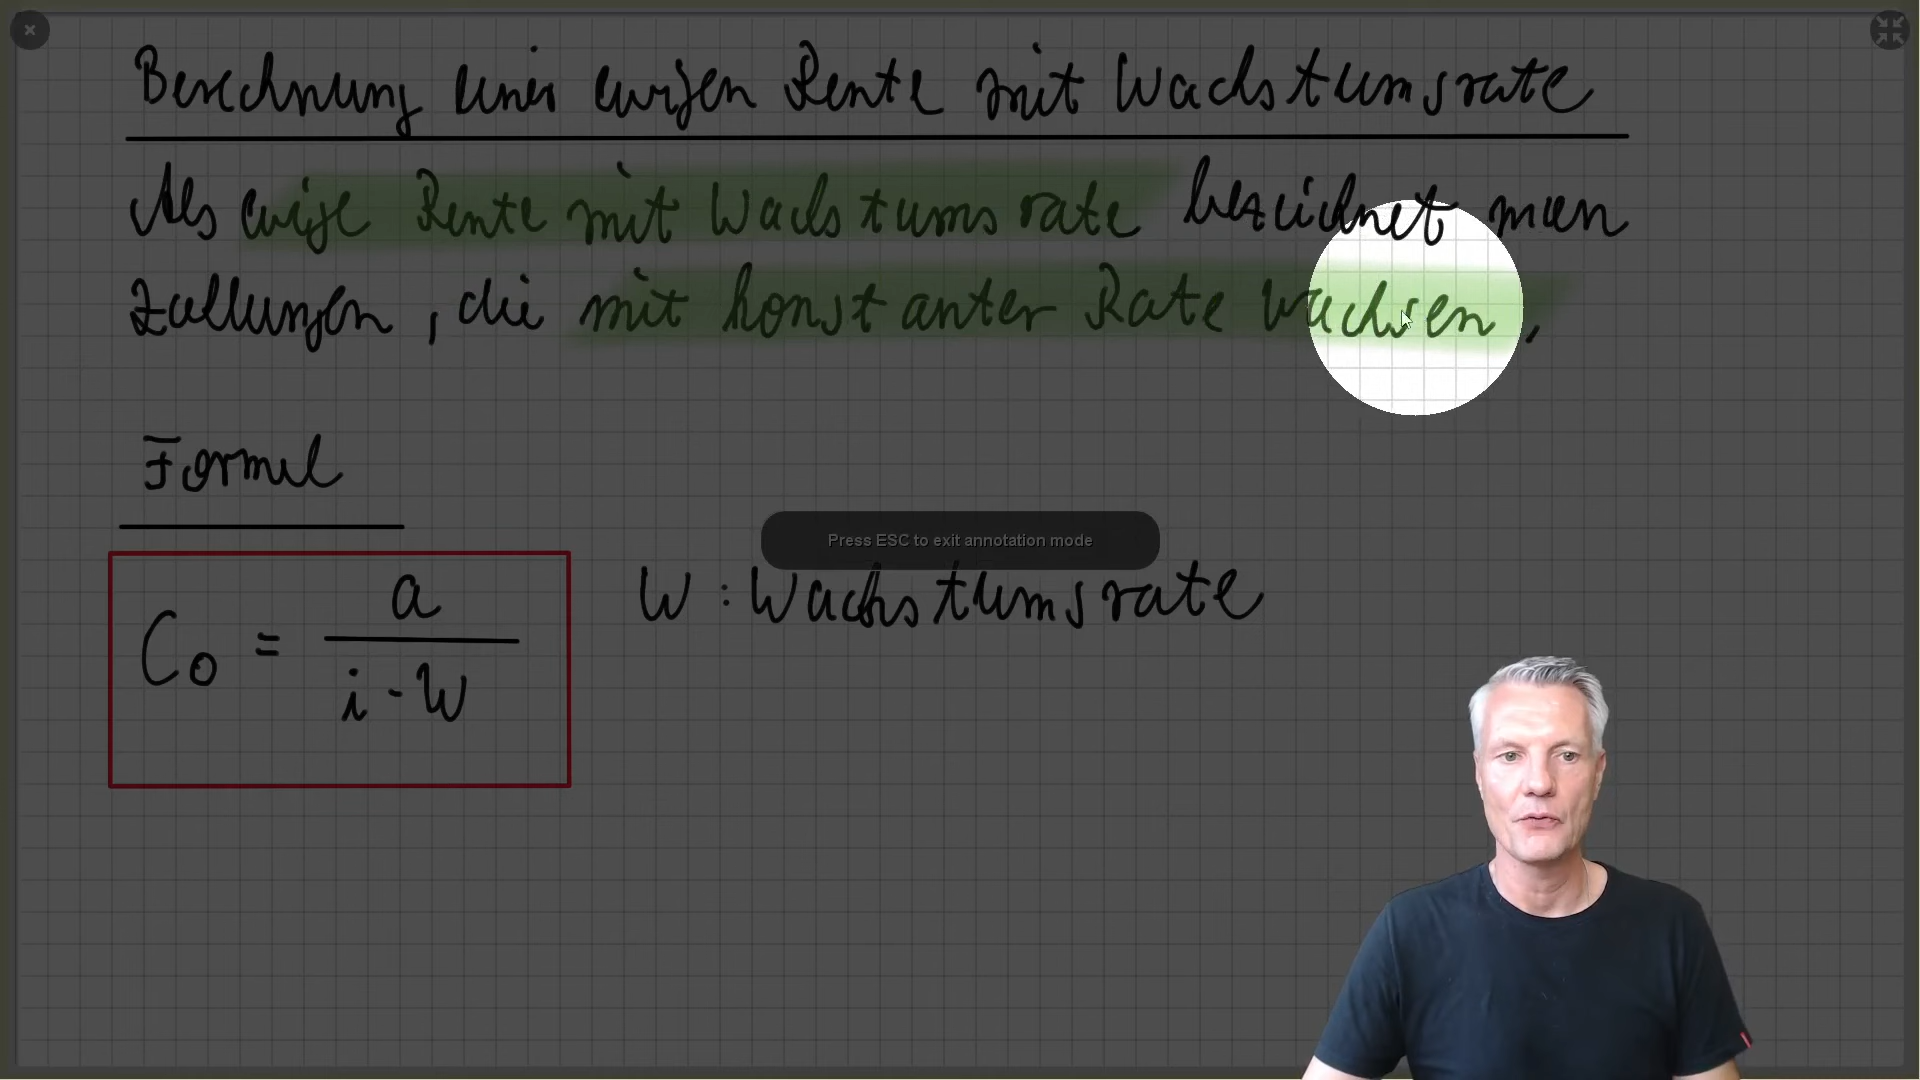 Berechnung einer ewigen Rente mit Wachstumsrate
Als ewige Rente mit Wachstumsrate bezeichnet man
Zahlungen, die mit konstanter Rate wachsen,
Formel
Press ESC to exit annotation mode
C₀ = a / (i - W)
W : Wachstumsrate